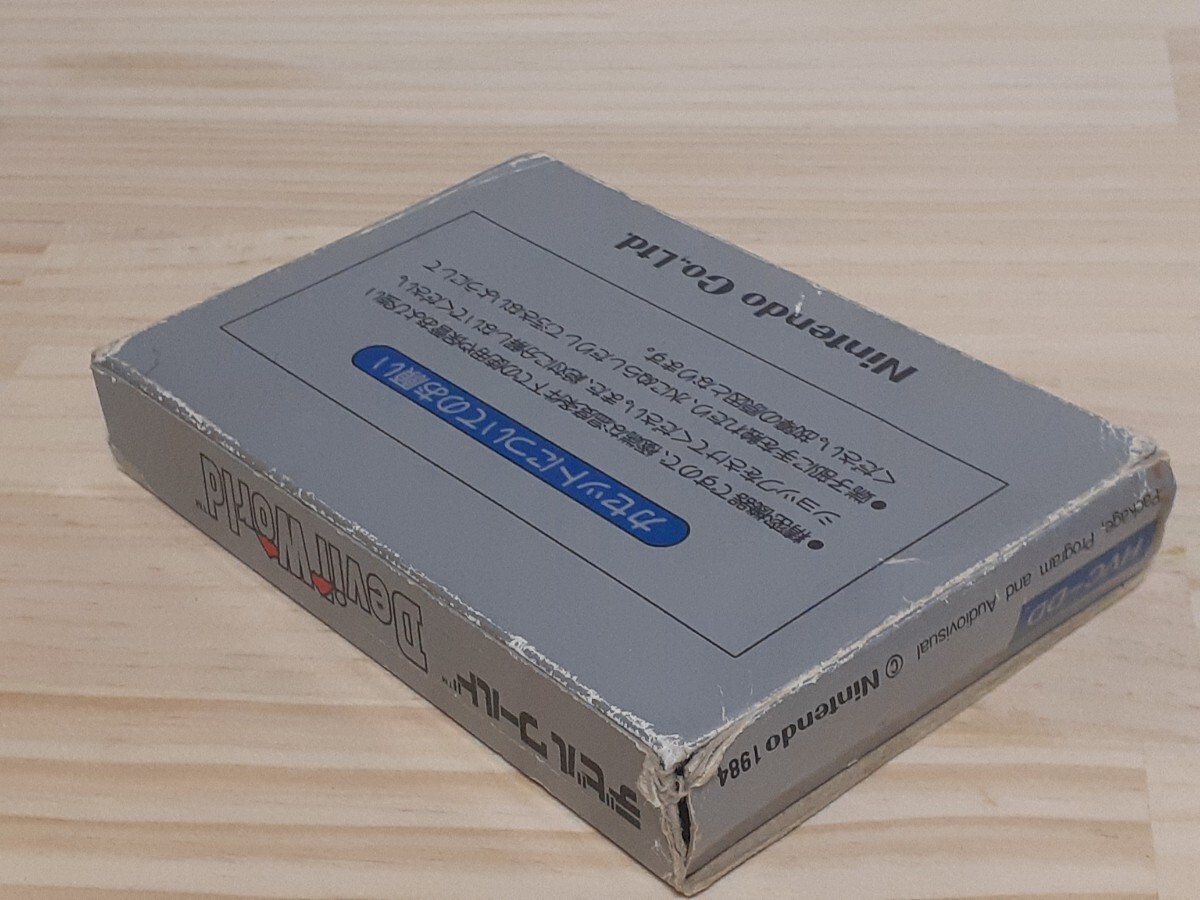 カセットについてのお願い
●精密機器ですので、極端な温度条件下での使用や保管および強い
ショックをさけてください。また、絶対に分解しないでください。
●端子部に手を触れたり、水にぬらしたりして汚さないようにして
ください。故障の原因となります。
Nintendo Co.,Ltd.
デビルワールド™
Devil World™
HVC-DD
Package, Program and Audiovisual © Nintendo 1984